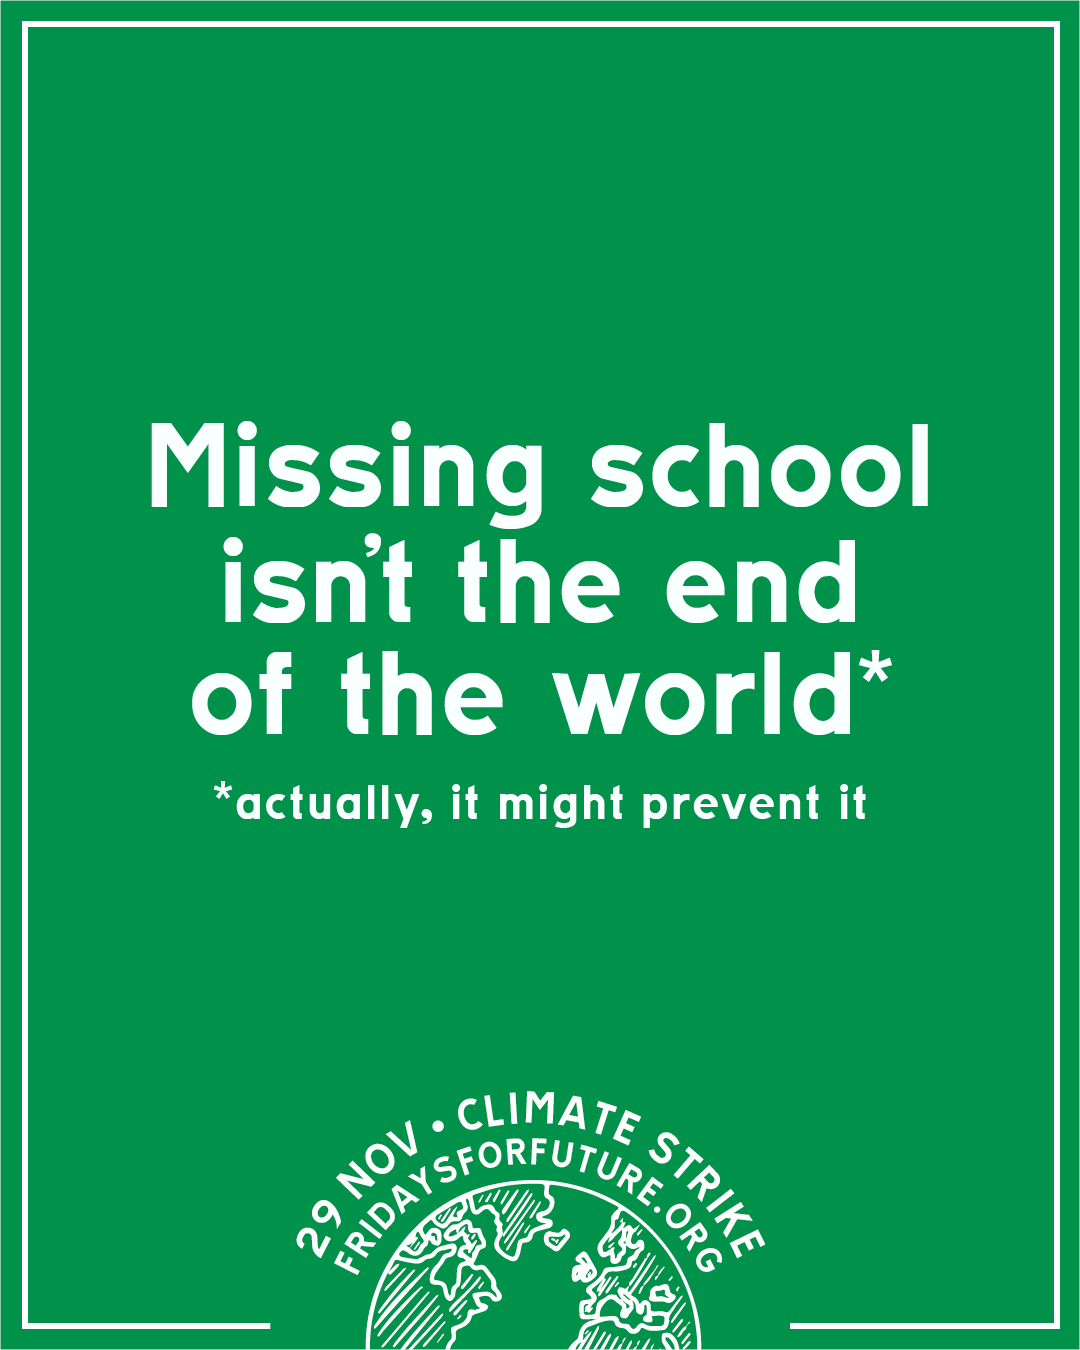 Missing school
isn't the end
of the world*
*actually, it might prevent it
29 NOV • CLIMATE STRIKE
FRIDAYSFORFUTURE.ORG